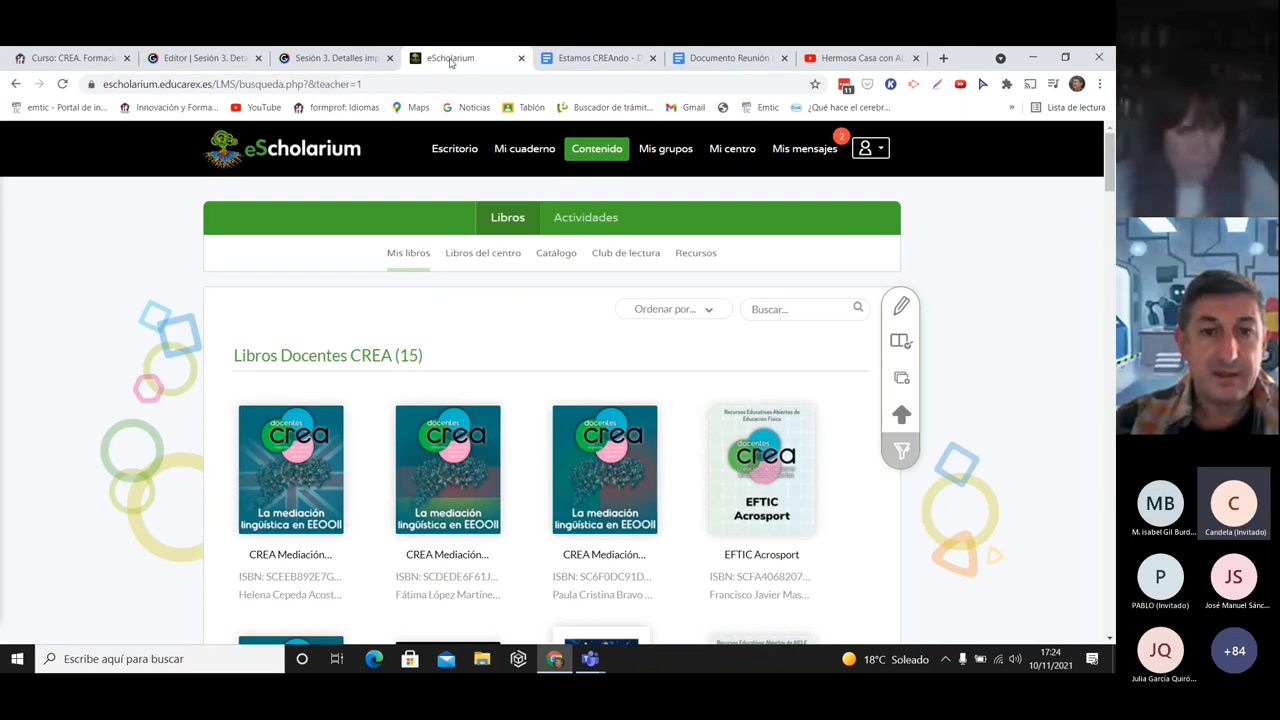 Curso: CREA. Formacio
Editor | Sesión 3. Deta
Sesión 3. Detalles imp
eScholarium
Estamos CREAndo - D
Documento Reunión
Hermosa Casa con AL
escholarium.educarex.es/LMS/busqueda.php?&teacher=1
11
emtic - Portal de in...
Innovación y Forma...
YouTube
formprof: Idiomas
Maps
Noticias
Tablón
Buscador de trámit...
Gmail
Emtic
¿Qué hace el cerebr...
»
Lista de lectura
eScholarium
Escritorio
Mi cuaderno
Contenido
Mis grupos
Mi centro
Mis mensajes
2
Libros
Actividades
Mis libros
Libros del centro
Catálogo
Club de lectura
Recursos
Ordenar por...
Buscar...
Libros Docentes CREA (15)
docentes
crea
La mediación
lingüística en EEOOII
docentes
crea
La mediación
lingüística en EEOOII
docentes
crea
La mediación
lingüística en EEOOII
Recursos Educativos Abiertos de
Educación Física
docentes
crea
EFTIC
Acrosport
CREA Mediación...
CREA Mediación...
CREA Mediación...
EFTIC Acrosport
ISBN: SCEEB892E7G...
ISBN: SCDEDE6F61J...
ISBN: SC6F0DC91D...
ISBN: SCFA4068207...
Helena Cepeda Acost...
Fátima López Martíne...
Paula Cristina Bravo ...
Francisco Javier Mas...
MB
M. isabel Gil Burd...
C
Candela (Invitado)
P
PABLO (Invitado)
JS
José Manuel Sánc...
JQ
Julia García Quiró...
+84
Escribe aquí para buscar
18°C Soleado
17:24
10/11/2021